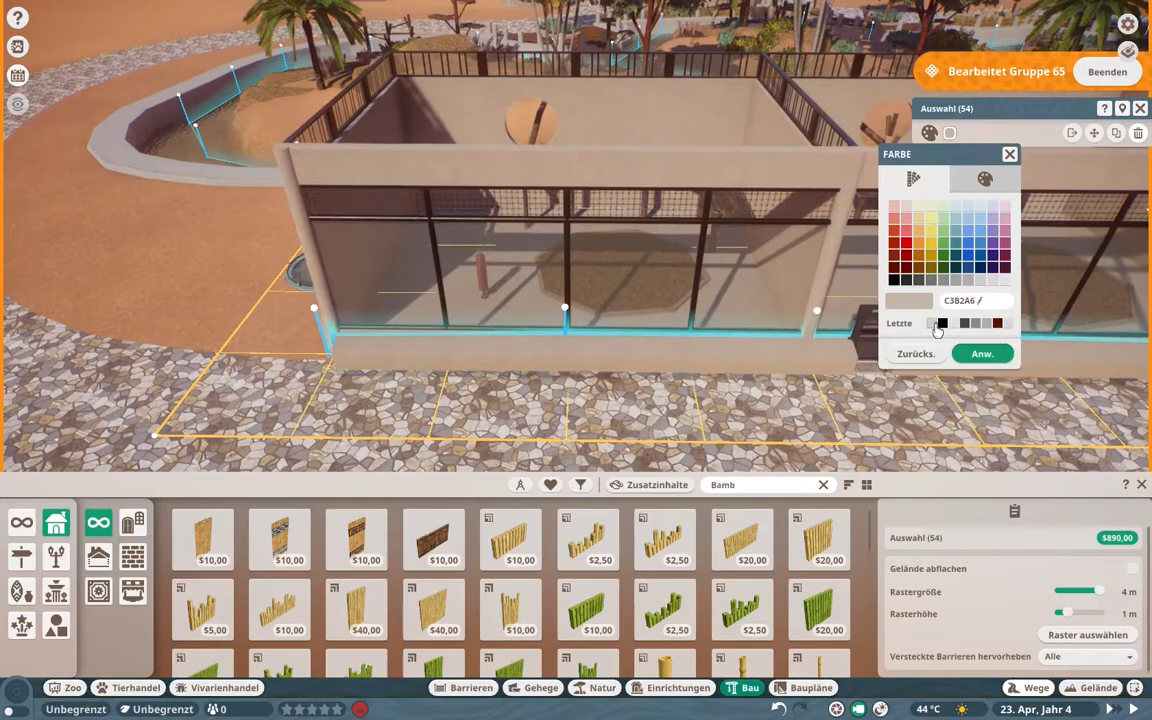 ?
Bearbeitet Gruppe 65
Beenden
Auswahl (54)
?
FARBE
C3B2A6
Letzte
Zurücks.
Anw.
Zusatzinhalte
Bamb
?
$10,00
$10,00
$10,00
$10,00
$10,00
$2,50
$2,50
$20,00
$20,00
$5,00
$10,00
$40,00
$40,00
$10,00
$10,00
$2,50
$2,50
$20,00
Auswahl (54)
$890,00
Gelände abflachen
Rastergröße
4 m
Rasterhöhe
1 m
Raster auswählen
Versteckte Barrieren hervorheben
Alle
Zoo
Tierhandel
Vivarienhandel
Barrieren
Gehege
Natur
Einrichtungen
Bau
Baupläne
Wege
Gelände
Unbegrenzt
Unbegrenzt
0
44 °C
23. Apr, Jahr 4